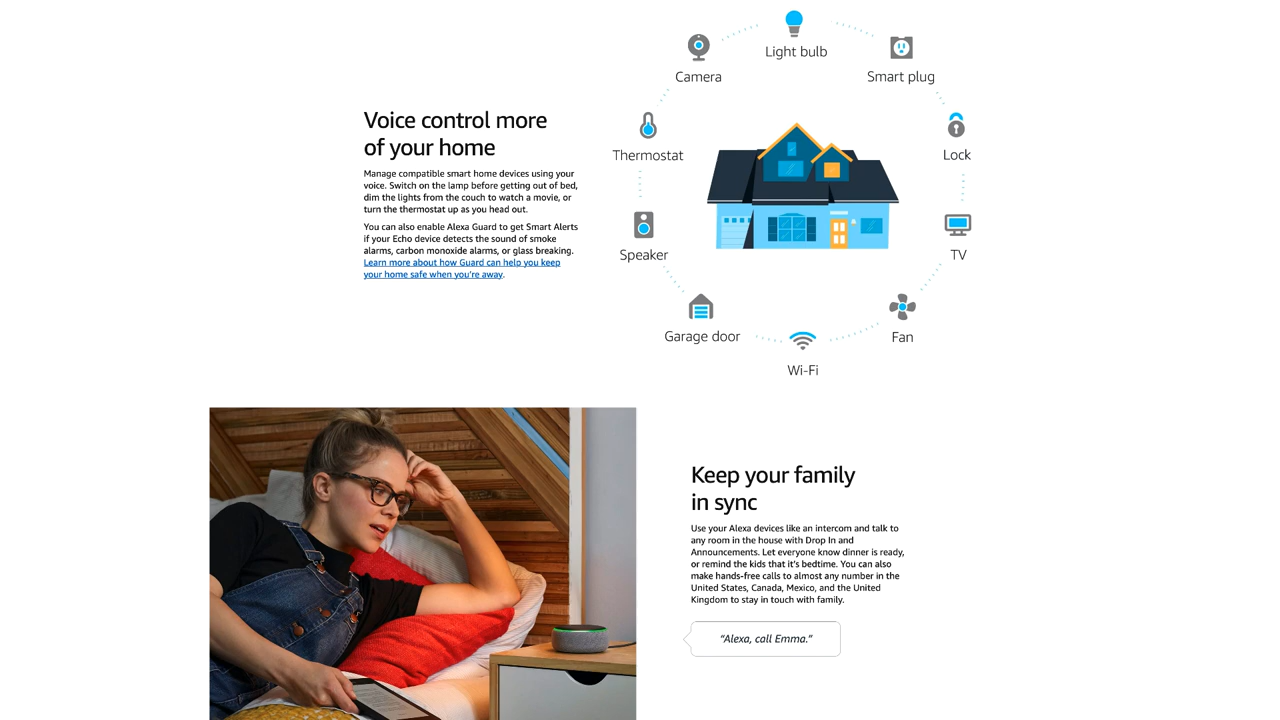 Light bulb
Camera
Smart plug
Voice control more
of your home
Thermostat
Lock
Manage compatible smart home devices using your
voice. Switch on the lamp before getting out of bed,
dim the lights from the couch to watch a movie, or
turn the thermostat up as you head out.
You can also enable Alexa Guard to get Smart Alerts
if your Echo device detects the sound of smoke
alarms, carbon monoxide alarms, or glass breaking.
Learn more about how Guard can help you keep
your home safe when you're away.
Speaker
TV
Garage door
Fan
Wi-Fi
Keep your family
in sync
Use your Alexa devices like an intercom and talk to
any room in the house with Drop In and
Announcements. Let everyone know dinner is ready,
or remind the kids that it's bedtime. You can also
make hands-free calls to almost any number in the
United States, Canada, Mexico, and the United
Kingdom to stay in touch with family.
"Alexa, call Emma."